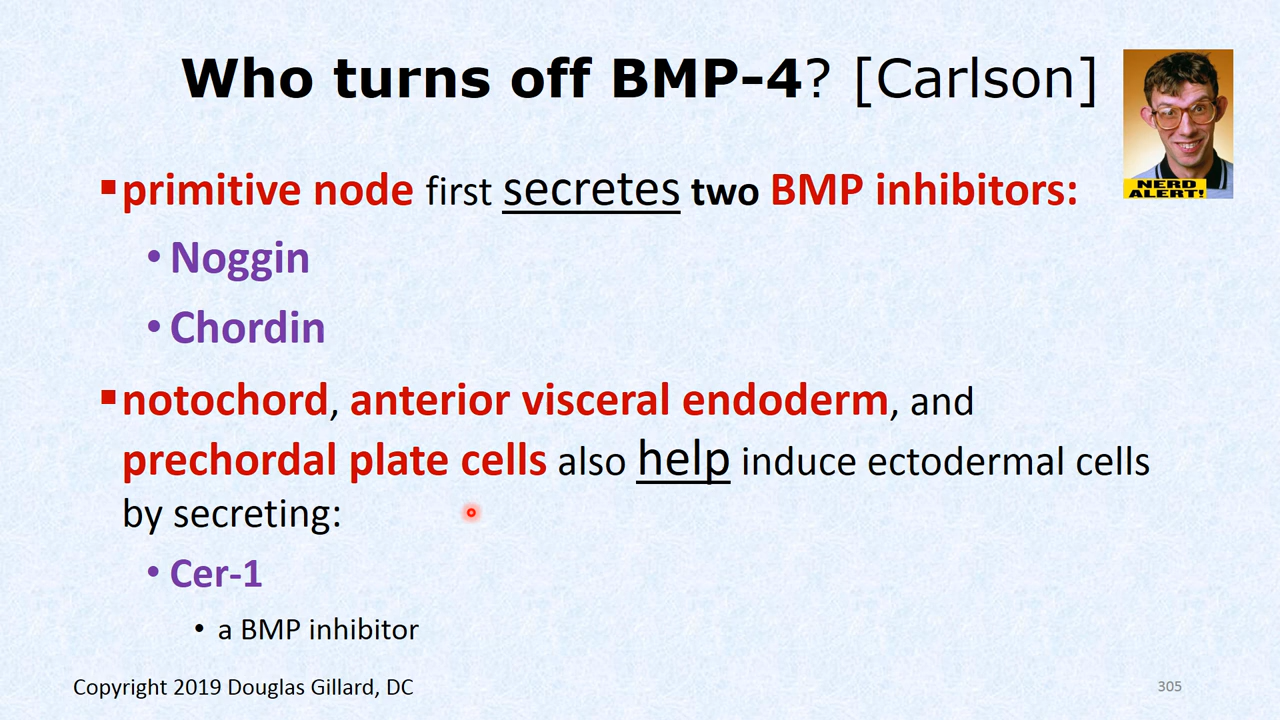 Who turns off BMP-4? [Carlson]
NERD
ALERT!
primitive node first secretes two BMP inhibitors:
Noggin
Chordin
notochord, anterior visceral endoderm, and
prechordal plate cells also help induce ectodermal cells
by secreting:
Cer-1
a BMP inhibitor
Copyright 2019 Douglas Gillard, DC
305